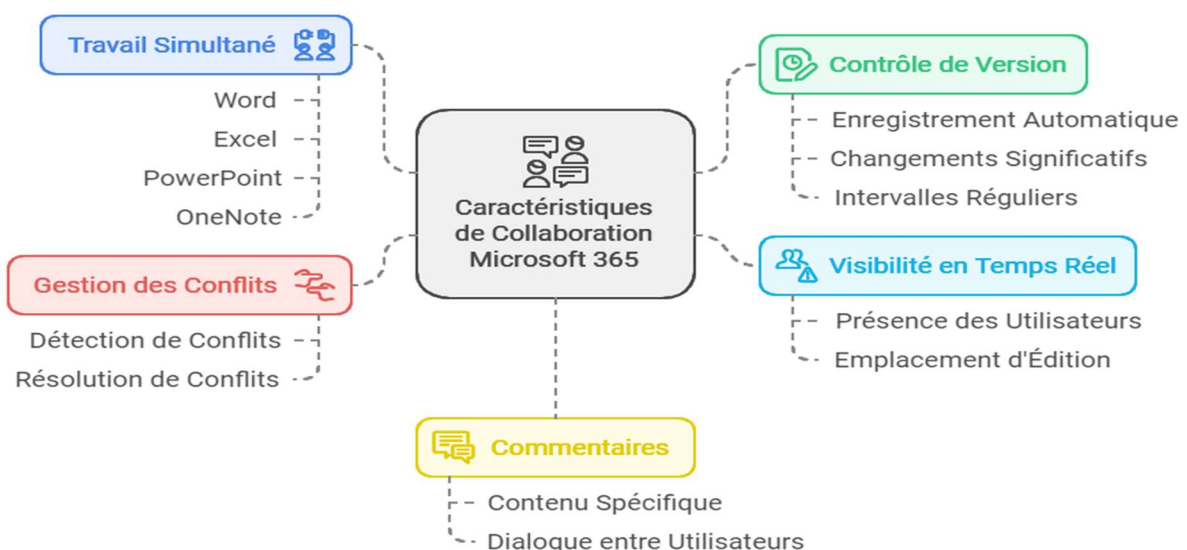 Travail Simultané
Word
Excel
PowerPoint
OneNote
Gestion des Conflits
Détection de Conflits
Résolution de Conflits
Caractéristiques
de Collaboration
Microsoft 365
Contrôle de Version
Enregistrement Automatique
Changements Significatifs
Intervalles Réguliers
Visibilité en Temps Réel
Présence des Utilisateurs
Emplacement d'Édition
Commentaires
Contenu Spécifique
Dialogue entre Utilisateurs